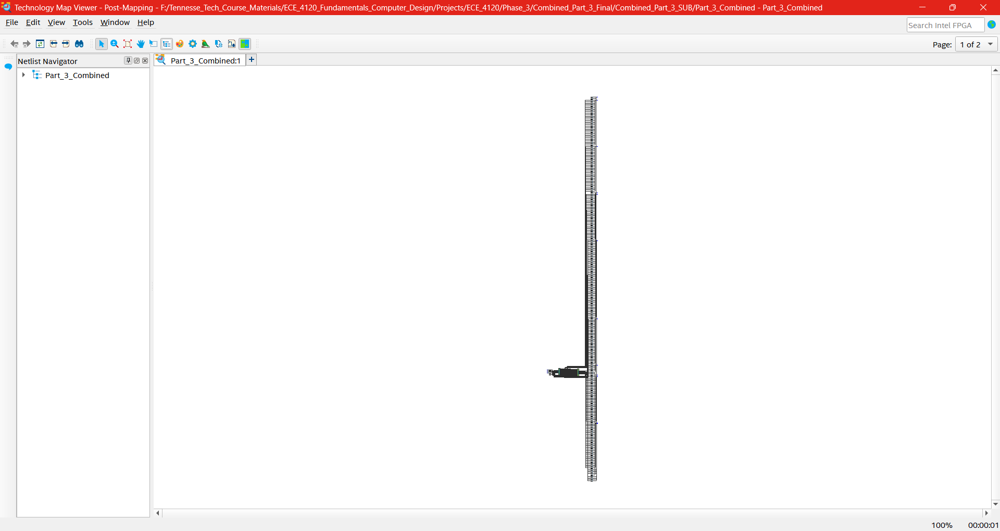 Technology Map Viewer - Post-Mapping - F:/Tennesse_Tech_Course_Materials/ECE_4120_Fundamentals_Computer_Design/Projects/ECE_4120/Phase_3/Combined_Part_3_Final/Combined_Part_3_SUB/Part_3_Combined - Part_3_Combined
File Edit View Tools Window Help
Search Intel FPGA
Page: 1 of 2
Netlist Navigator
Part_3_Combined:1
Part_3_Combined
100% 00:00:01